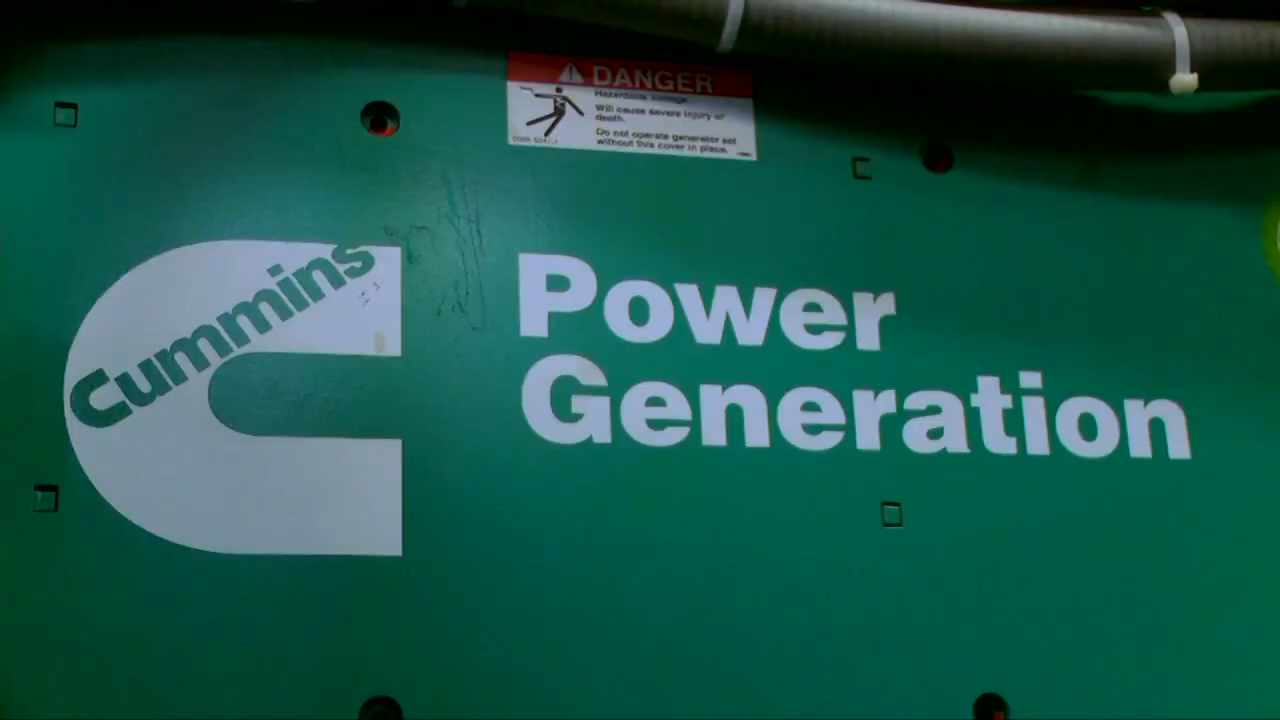 DANGER
Hazardous voltage.
Will cause severe injury or
death.
Do not operate generator set
without this cover in place.
Cummins
Power
Generation